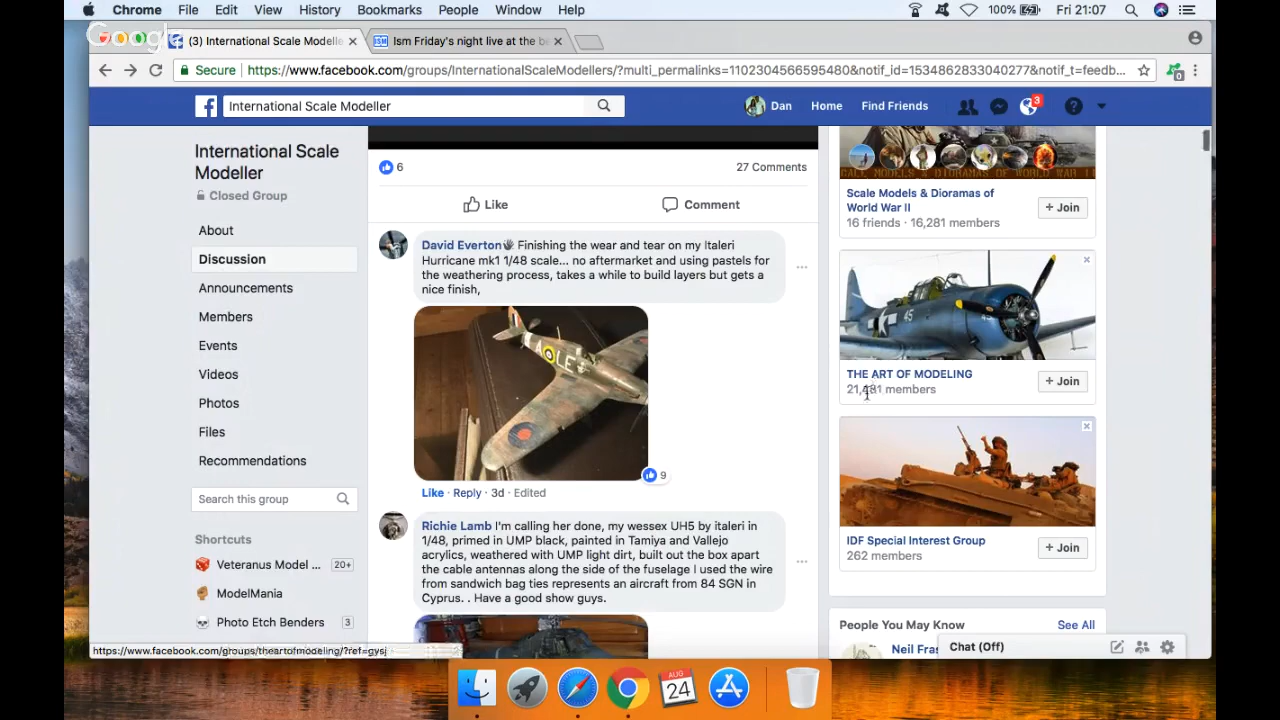 Chrome File Edit View History Bookmarks People Window Help 100% Fri 21:07
Google
(3) International Scale Modelle
Ism Friday's night live at the be
Secure https://www.facebook.com/groups/InternationalScaleModellers/?multi_permalinks=1102304566595480&notif_id=1534862833040277&notif_t=feedb...
0
International Scale Modeller
Dan Home Find Friends 3
International Scale
Modeller
Closed Group
About
Discussion
Announcements
Members
Events
Videos
Photos
Files
Recommendations
Search this group
Shortcuts
Veteranus Model ... 20+
ModelMania
Photo Etch Benders 3
https://www.facebook.com/groups/theartofmodeling/?ref=gysj
6 27 Comments
Like Comment
David Everton Finishing the wear and tear on my Italeri
Hurricane mk1 1/48 scale... no aftermarket and using pastels for
the weathering process, takes a while to build layers but gets a
nice finish,
LE
9
Like · Reply · 3d · Edited
Richie Lamb I'm calling her done, my wessex UH5 by italeri in
1/48, primed in UMP black, painted in Tamiya and Vallejo
acrylics, weathered with UMP light dirt, built out the box apart
the cable antennas along the side of the fuselage I used the wire
from sandwich bag ties represents an aircraft from 84 SGN in
Cyprus. . Have a good show guys.
Scale Models & Dioramas of
World War II
16 friends · 16,281 members
+ Join
45
THE ART OF MODELING
members
+ Join
IDF Special Interest Group
262 members
+ Join
People You May Know See All
Neil Fras
Chat (Off)
AUG
24